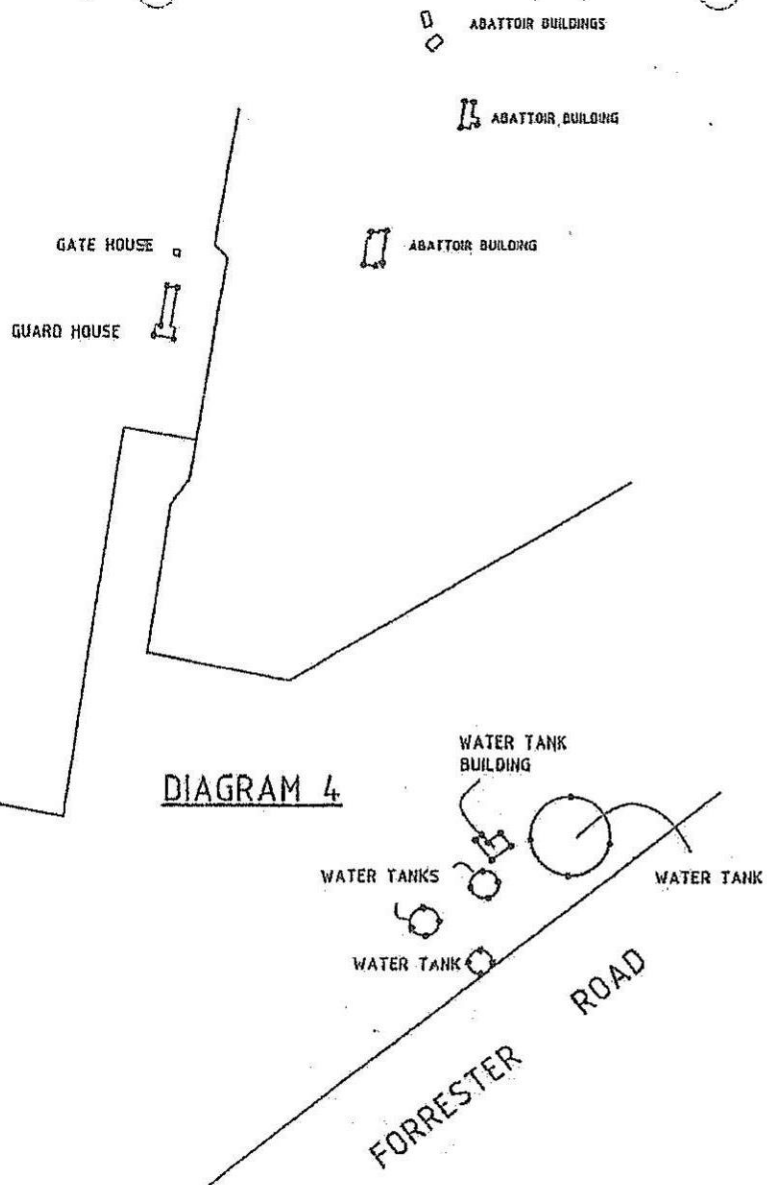 ABATTOIR BUILDINGS
ABATTOIR BUILDING
GATE HOUSE
ABATTOIR BUILDING
GUARD HOUSE
DIAGRAM 4
WATER TANK
BUILDING
WATER TANKS
WATER TANK
WATER TANK
FORRESTER ROAD